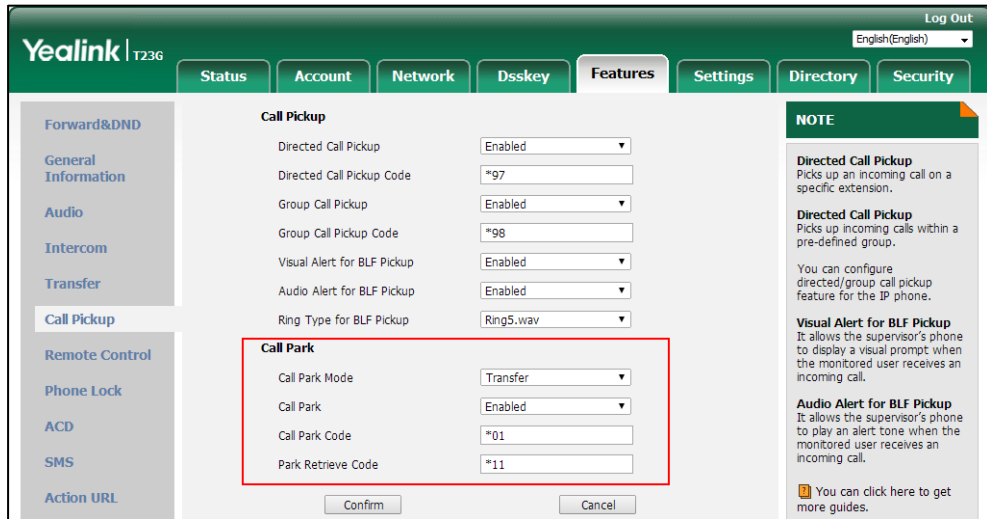 Log Out
Yealink T23G
English(English)
Status Account Network Dsskey Features Settings Directory Security
Forward&DND
General
Information
Audio
Intercom
Transfer
Call Pickup
Remote Control
Phone Lock
ACD
SMS
Action URL
Call Pickup
Directed Call Pickup Enabled
Directed Call Pickup Code *97
Group Call Pickup Enabled
Group Call Pickup Code *98
Visual Alert for BLF Pickup Enabled
Audio Alert for BLF Pickup Enabled
Ring Type for BLF Pickup Ring5.wav
Call Park
Call Park Mode Transfer
Call Park Enabled
Call Park Code *01
Park Retrieve Code *11
Confirm Cancel
NOTE
Directed Call Pickup
Picks up an incoming call on a
specific extension.
Directed Call Pickup
Picks up incoming calls within a
pre-defined group.
You can configure
directed/group call pickup
feature for the IP phone.
Visual Alert for BLF Pickup
It allows the supervisor's phone
to display a visual prompt when
the monitored user receives an
incoming call.
Audio Alert for BLF Pickup
It allows the supervisor's phone
to play an alert tone when the
monitored user receives an
incoming call.
You can click here to get
more guides.